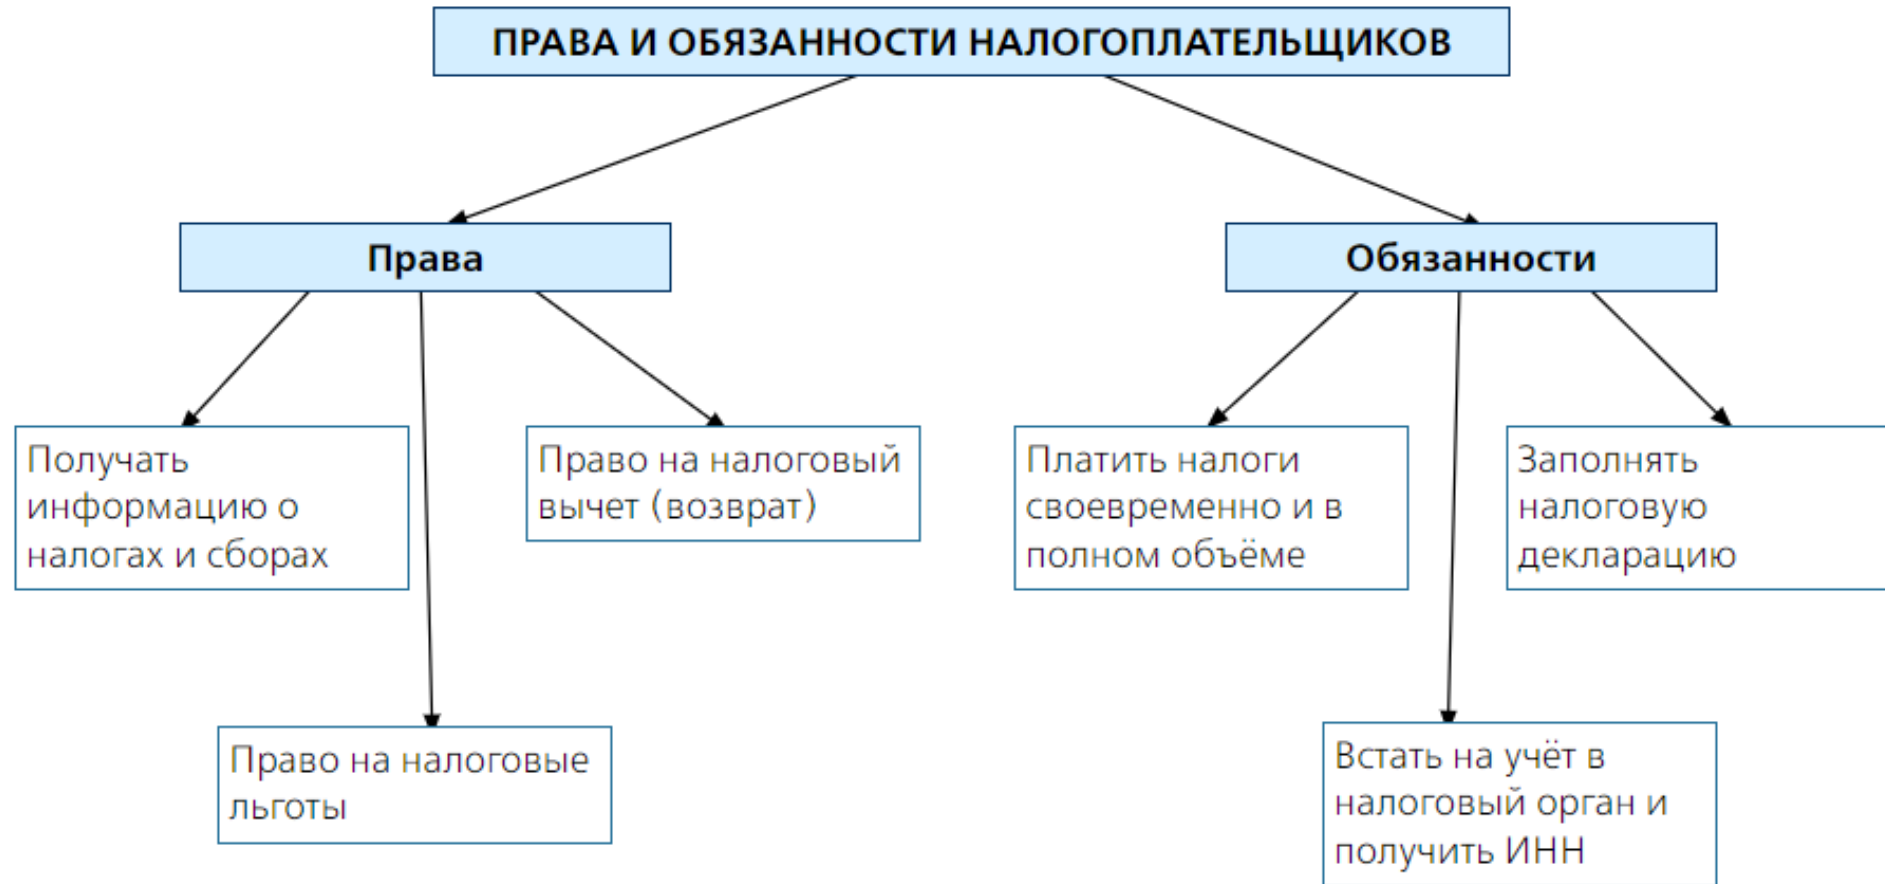 ПРАВА И ОБЯЗАННОСТИ НАЛОГОПЛАТЕЛЬЩИКОВ
Права
Обязанности
Получать
информацию о
налогах и сборах
Право на налоговый
вычет (возврат)
Платить налоги
своевременно и в
полном объёме
Заполнять
налоговую
декларацию
Право на налоговые
льготы
Встать на учёт в
налоговый орган и
получить ИНН